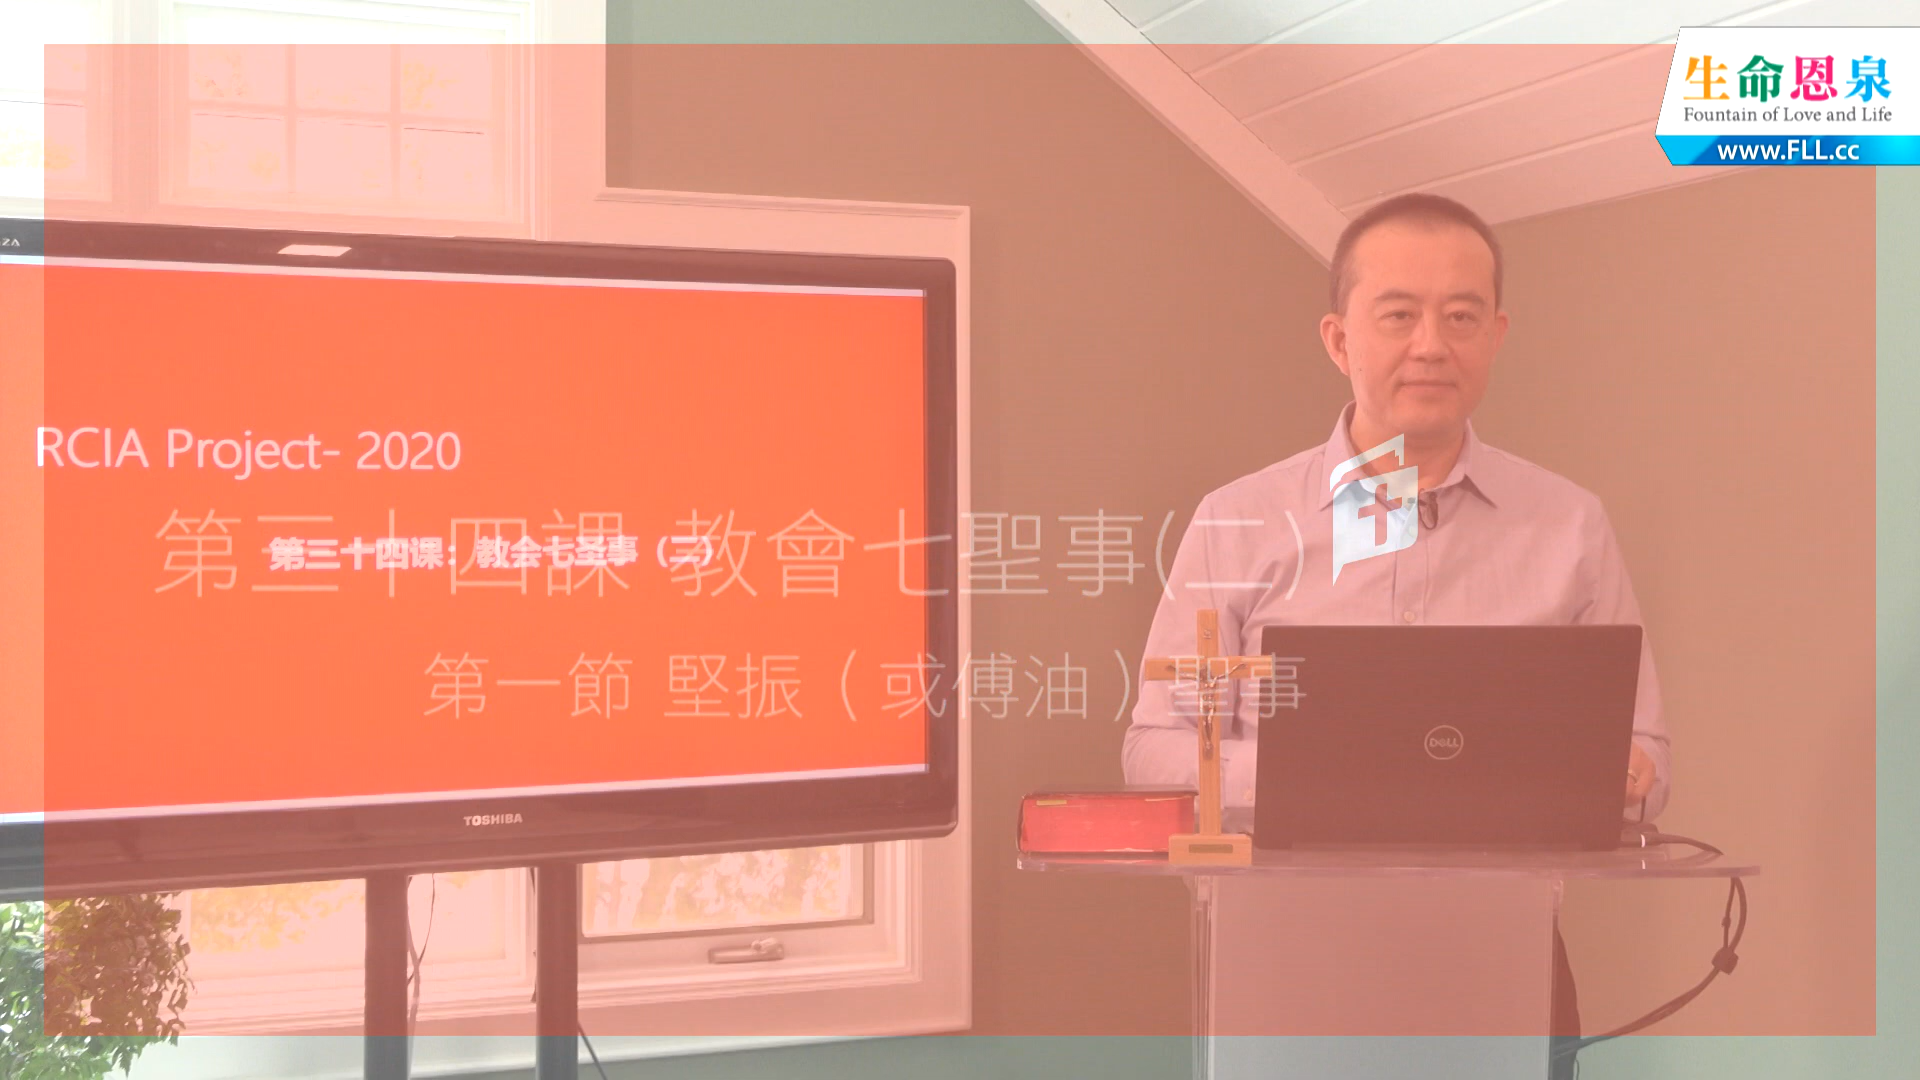 生命恩泉
Fountain of Love and Life
www.FLL.cc
ZA
RCIA Project- 2020
第三十四课：教会七圣事（二）
第三十四課 教會七聖事(二)
第一節 堅振（或傅油）聖事
DELL
TOSHIBA